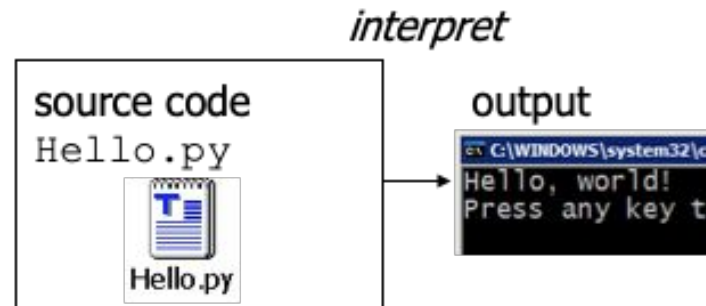 interpret
source code
Hello.py
Hello.py
output
C:\WINDOWS\system32\c
Hello, world!
Press any key t